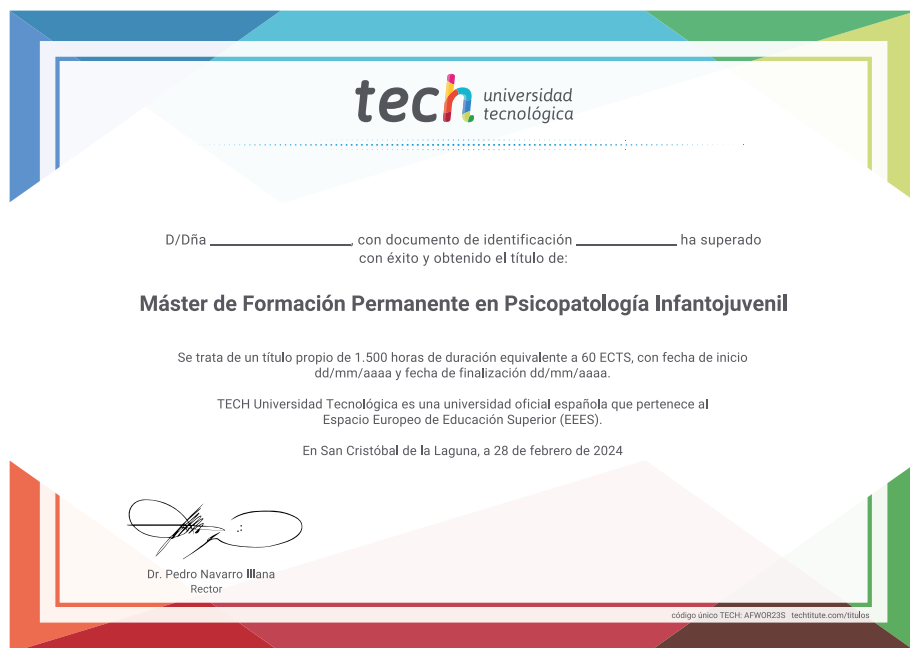 tech universidad
tecnológica
D/Dña ____________________, con documento de identificación ______________ ha superado
con éxito y obtenido el título de:
Máster de Formación Permanente en Psicopatología Infantojuvenil
Se trata de un título propio de 1.500 horas de duración equivalente a 60 ECTS, con fecha de inicio
dd/mm/aaaa y fecha de finalización dd/mm/aaaa.
TECH Universidad Tecnológica es una universidad oficial española que pertenece al
Espacio Europeo de Educación Superior (EEES).
En San Cristóbal de la Laguna, a 28 de febrero de 2024
Dr. Pedro Navarro Illana
Rector
código único TECH: AFWOR23S techtitute.com/titulos